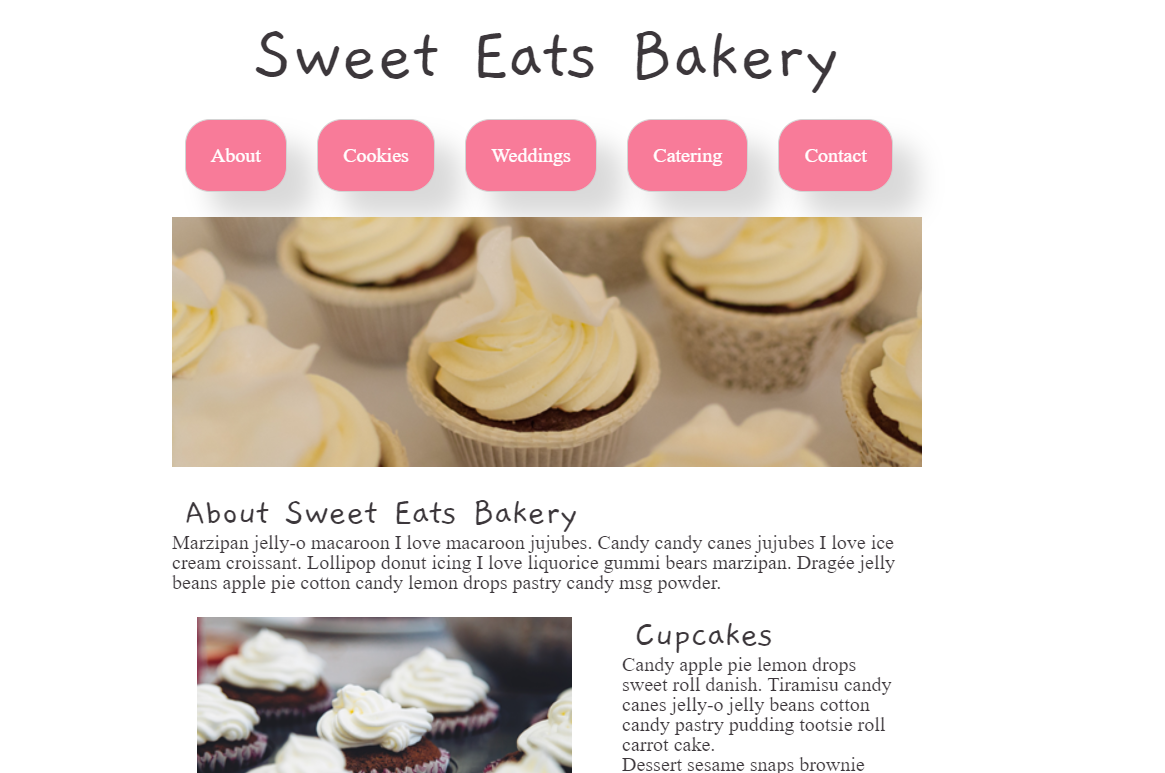 Sweet Eats Bakery
About
Cookies
Weddings
Catering
Contact
About Sweet Eats Bakery
Marzipan jelly-o macaroon I love macaroon jujubes. Candy candy canes jujubes I love ice
cream croissant. Lollipop donut icing I love liquorice gummi bears marzipan. Dragée jelly
beans apple pie cotton candy lemon drops pastry candy msg powder.
Cupcakes
Candy apple pie lemon drops
sweet roll danish. Tiramisu candy
canes jelly-o jelly beans cotton
candy pastry pudding tootsie roll
carrot cake.
Dessert sesame snaps brownie